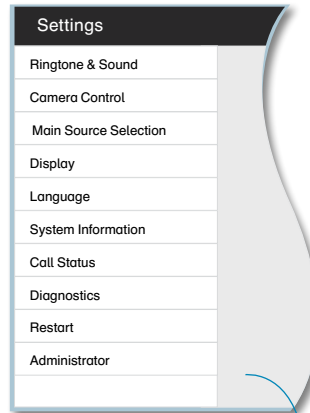 Settings
Ringtone & Sound
Camera Control
Main Source Selection
Display
Language
System Information
Call Status
Diagnostics
Restart
Administrator